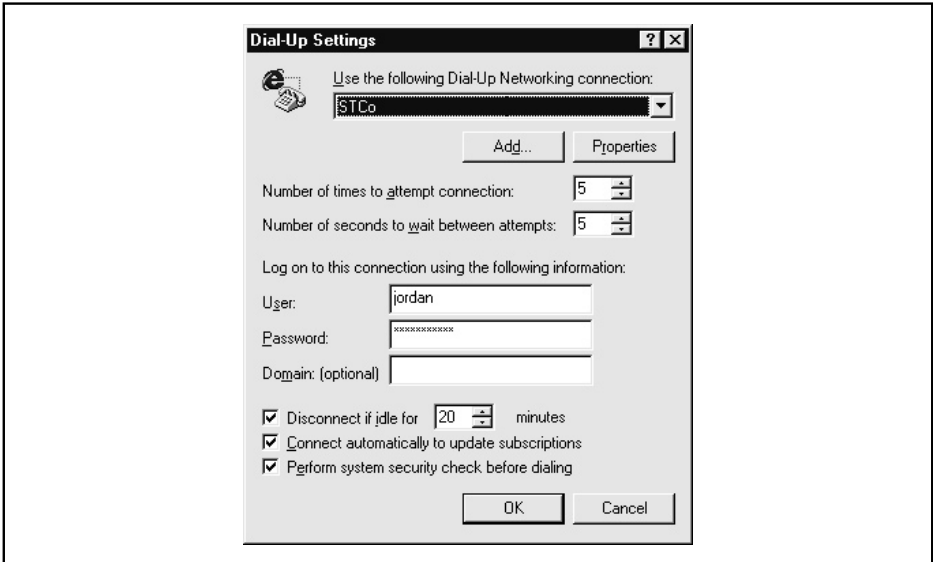 Dial-Up Settings
Use the following Dial-Up Networking connection:
STCo
Add... Properties
Number of times to attempt connection: 5
Number of seconds to wait between attempts: 5
Log on to this connection using the following information:
User: jordan
Password: ***********
Domain: (optional)
Disconnect if idle for 20 minutes
Connect automatically to update subscriptions
Perform system security check before dialing
OK Cancel